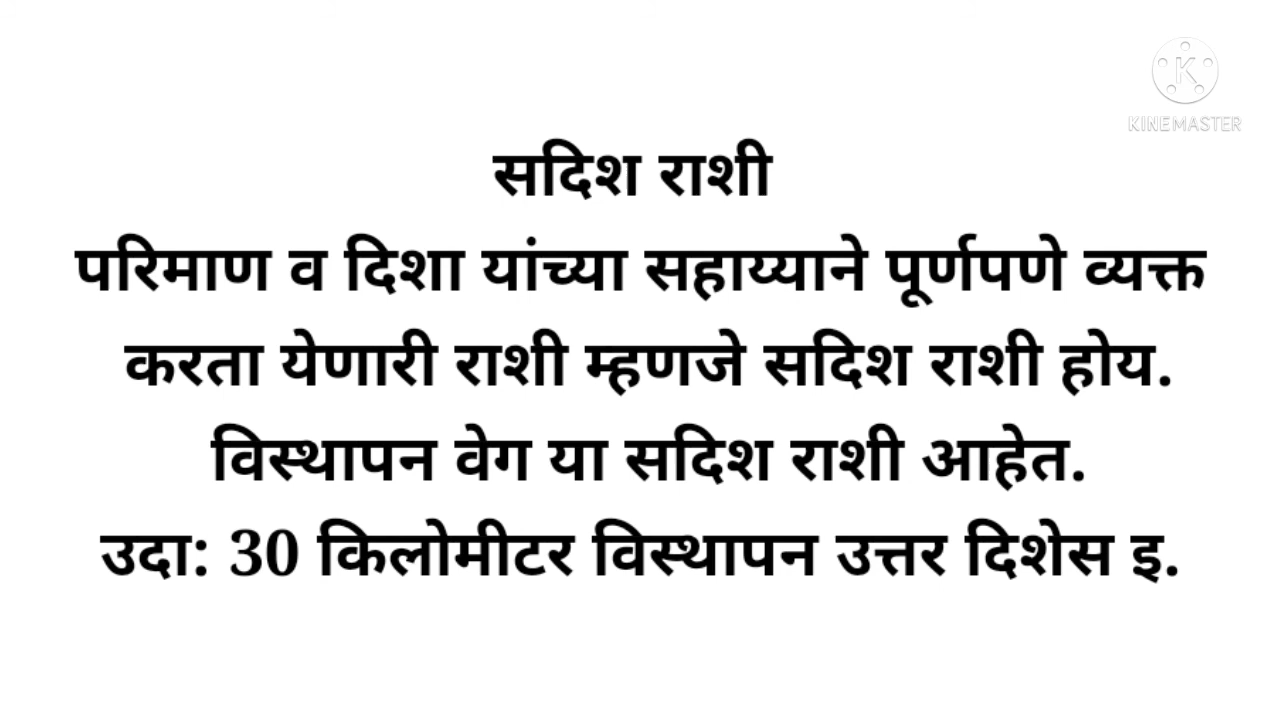 KINEMASTER
सदिश राशी
परिमाण व दिशा यांच्या सहाय्याने पूर्णपणे व्यक्त
करता येणारी राशी म्हणजे सदिश राशी होय.
विस्थापन वेग या सदिश राशी आहेत.
उदा: 30 किलोमीटर विस्थापन उत्तर दिशेस इ.